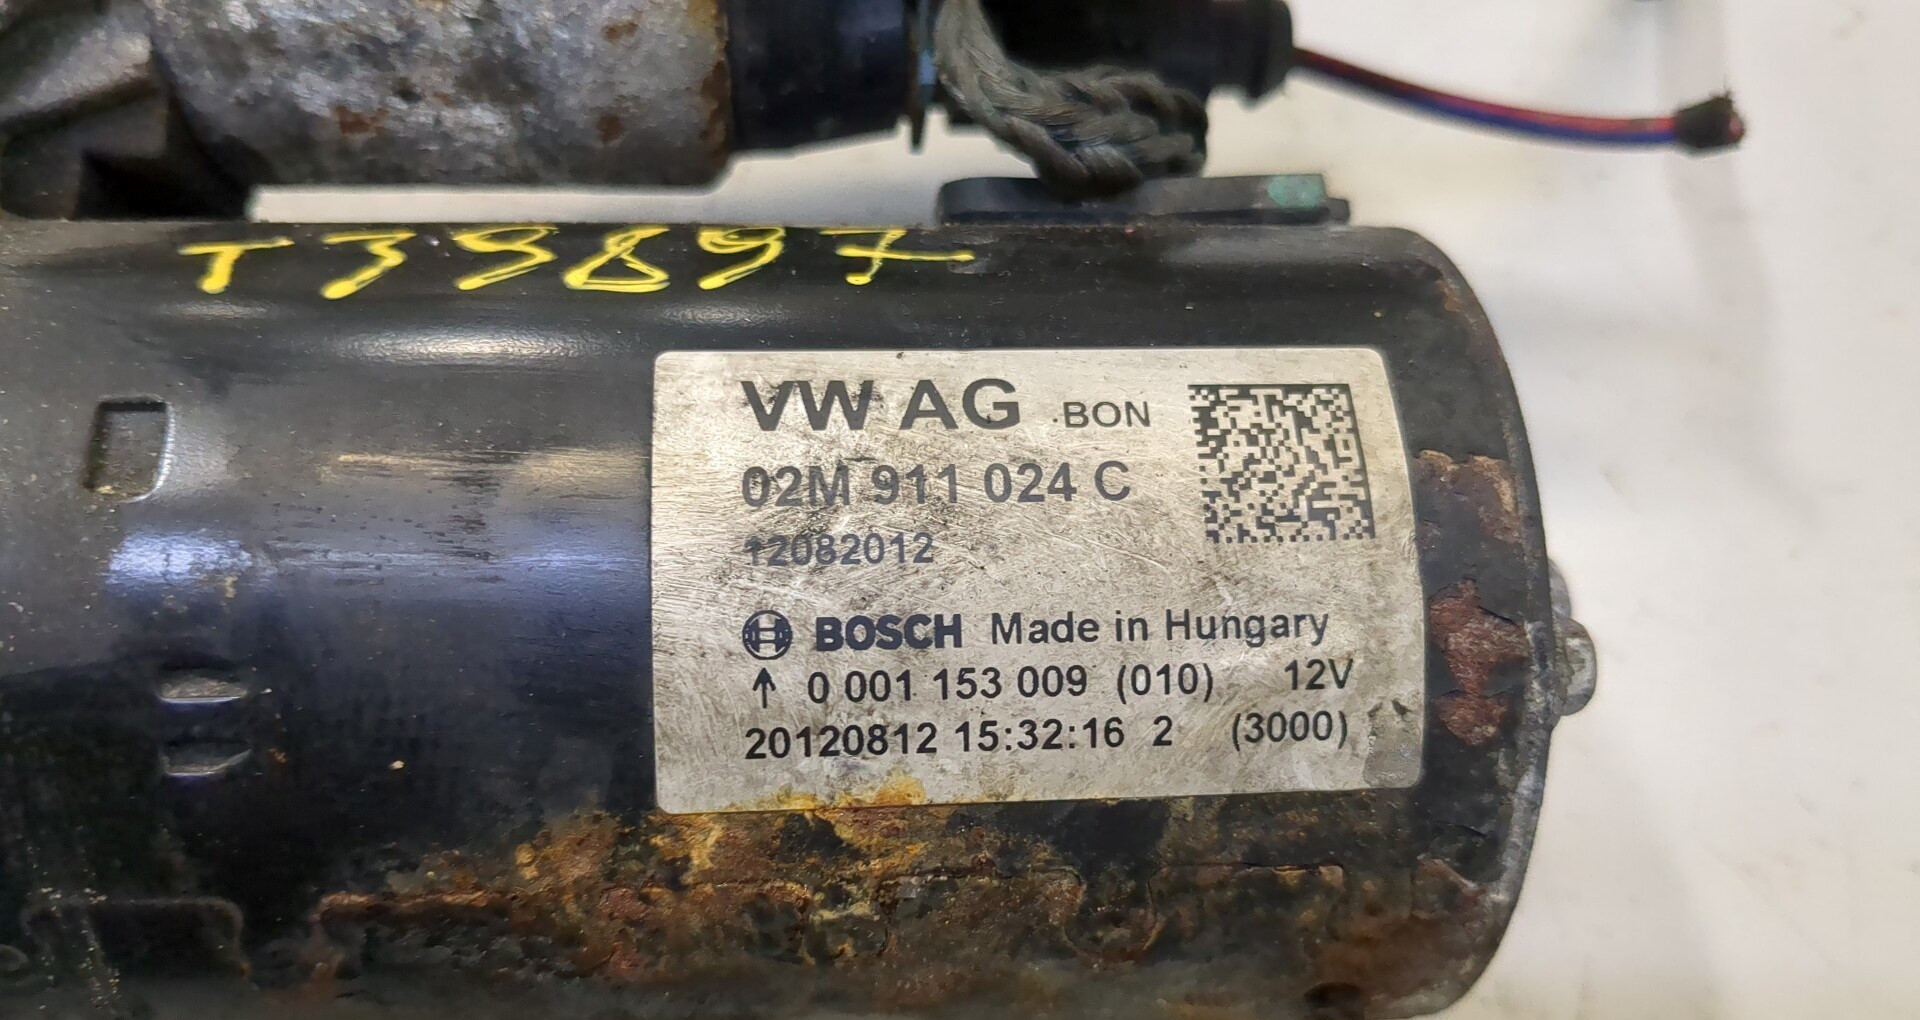 T39897
VW AG .BON
02M 911 024 C
12082012
BOSCH Made in Hungary
↑ 0 001 153 009 (010) 12V
20120812 15:32:16 2 (3000)